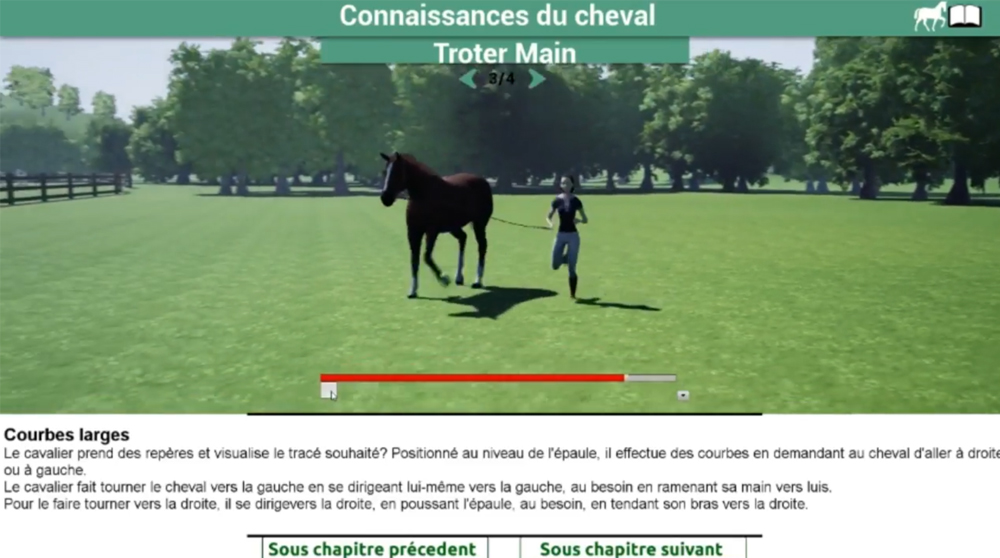 Connaissances du cheval
Troter Main
3/4
Courbes larges
Le cavalier prend des repères et visualise le tracé souhaité? Positionné au niveau de l'épaule, il effectue des courbes en demandant au cheval d'aller à droite
ou à gauche.
Le cavalier fait tourner le cheval vers la gauche en se dirigeant lui-même vers la gauche, au besoin en ramenant sa main vers luis.
Pour le faire tourner vers la droite, il se dirigevers la droite, en poussant l'épaule, au besoin, en tendant son bras vers la droite.
Sous chapitre précedent
Sous chapitre suivant